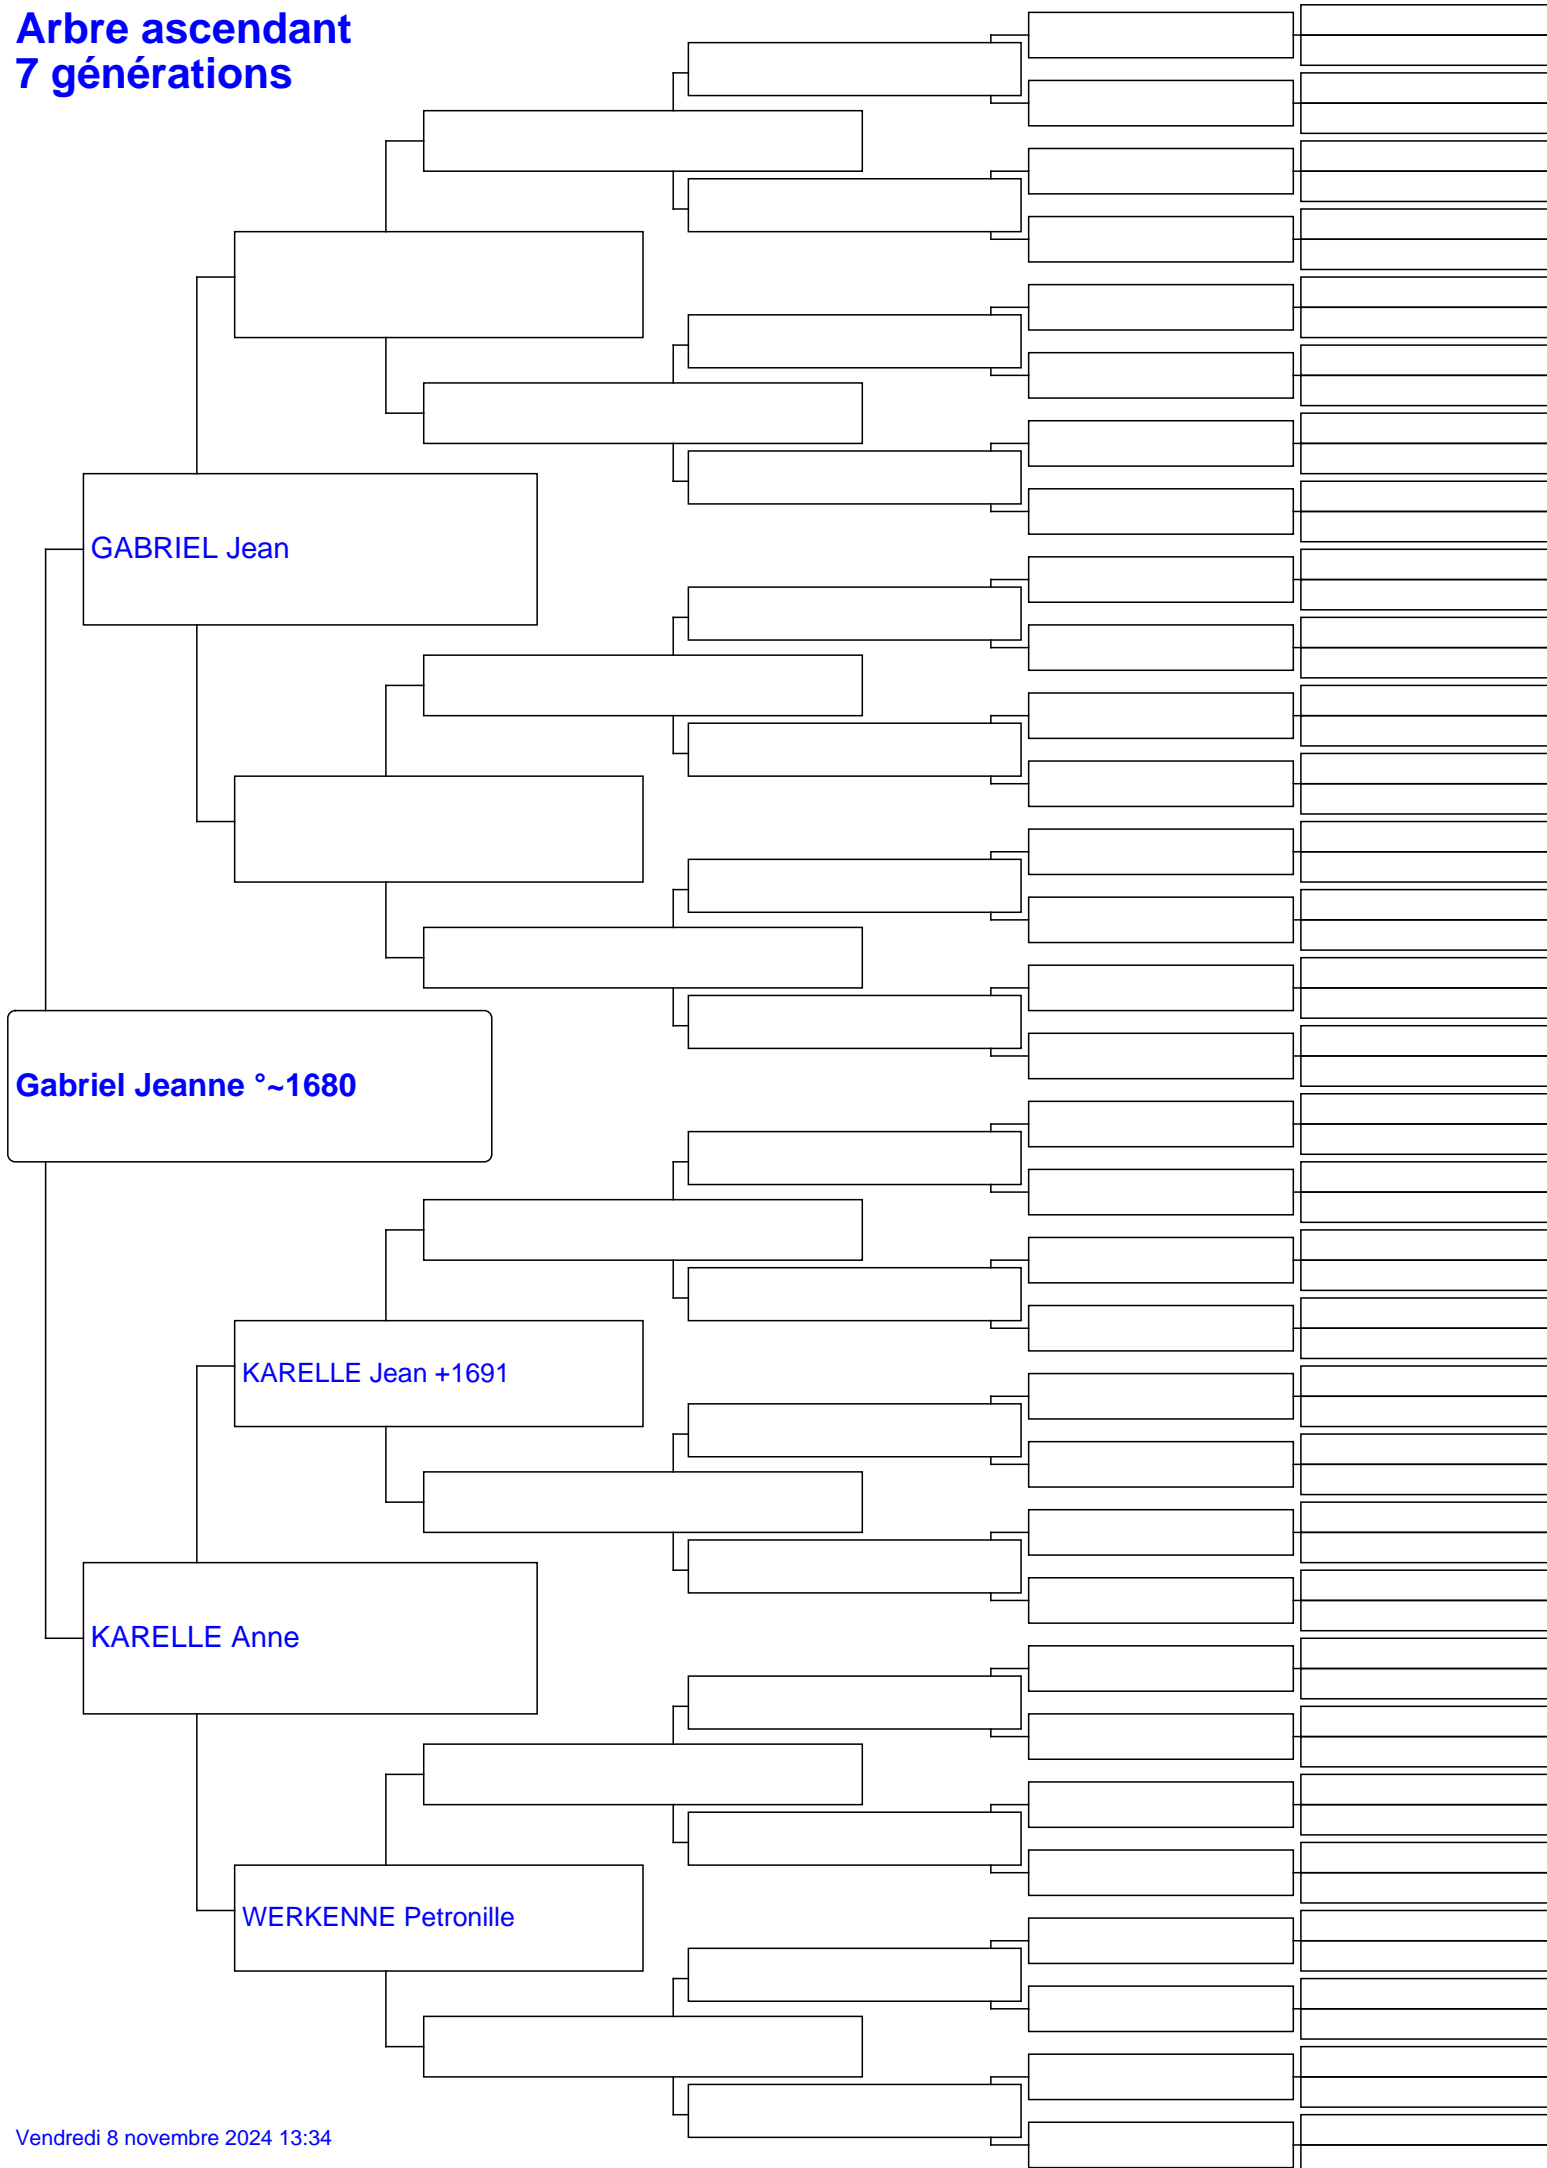 Arbre ascendant
7 générations
GABRIEL Jean
Gabriel Jeanne °~1680
KARELLE Jean +1691
KARELLE Anne
WERKENNE Petronille
Vendredi 8 novembre 2024 13:34